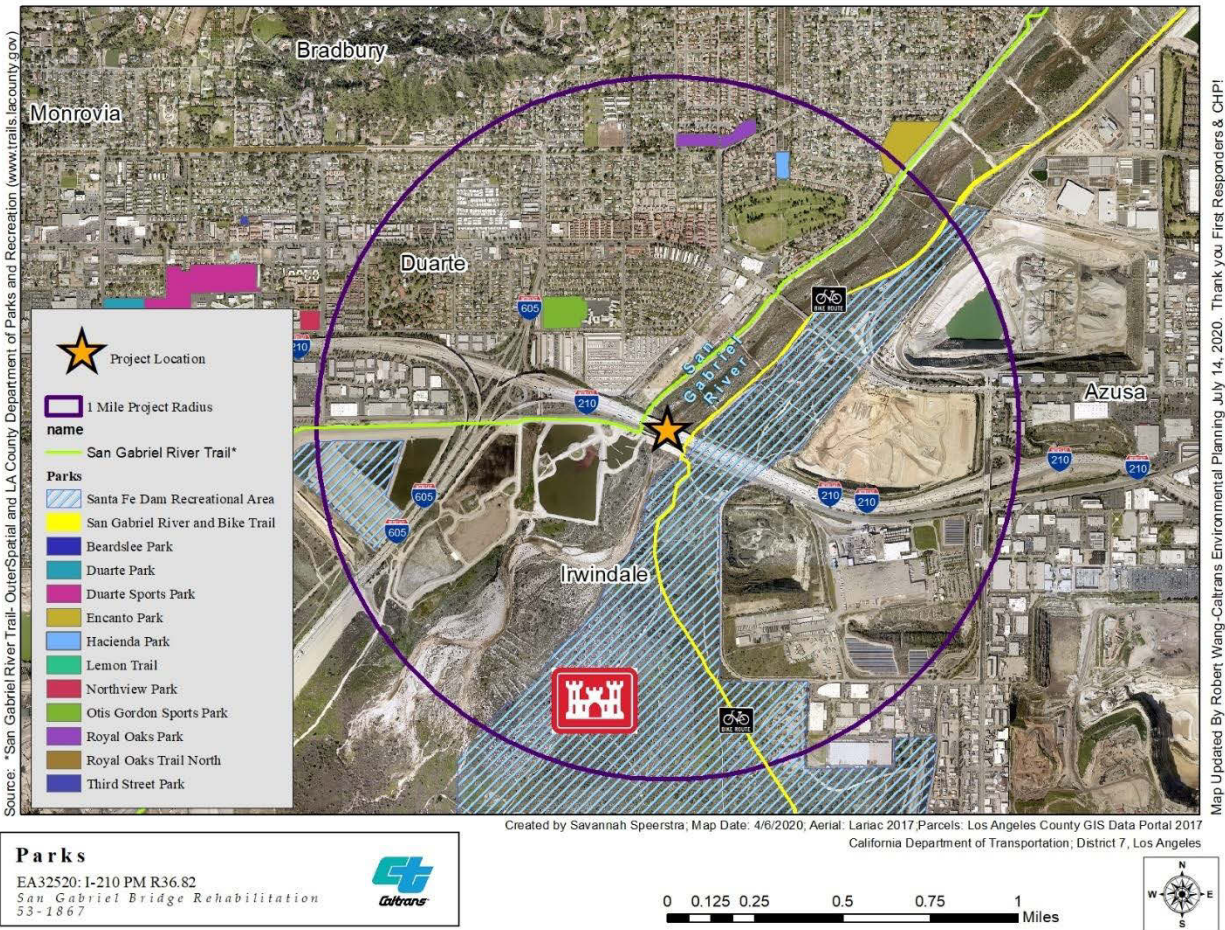 Bradbury
Monrovia
Duarte
605
210
210
San
Gabriel
River
BIKE ROUTE
Azusa
605
605
210
210
210
210
Irwindale
BIKE ROUTE
Project Location
1 Mile Project Radius
name
San Gabriel River Trail*
Parks
Santa Fe Dam Recreational Area
San Gabriel River and Bike Trail
Beardslee Park
Duarte Park
Duarte Sports Park
Encanto Park
Hacienda Park
Lemon Trail
Northview Park
Otis Gordon Sports Park
Royal Oaks Park
Royal Oaks Trail North
Third Street Park
Source: *San Gabriel River Trail- OuterSpatial and LA County Department of Parks and Recreation (www.trails.lacounty.gov)
Map Updated By Robert Wang-Caltrans Environmental Planning July 14, 2020. Thank you First Responders & CHP!
Created by Savannah Speerstra; Map Date: 4/6/2020; Aerial: Lariac 2017;Parcels: Los Angeles County GIS Data Portal 2017
California Department of Transportation; District 7, Los Angeles
Parks
EA32520: I-210 PM R36.82
San Gabriel Bridge Rehabilitation
53-1867
Caltrans
0 0.125 0.25 0.5 0.75 1
Miles
N
W E
S